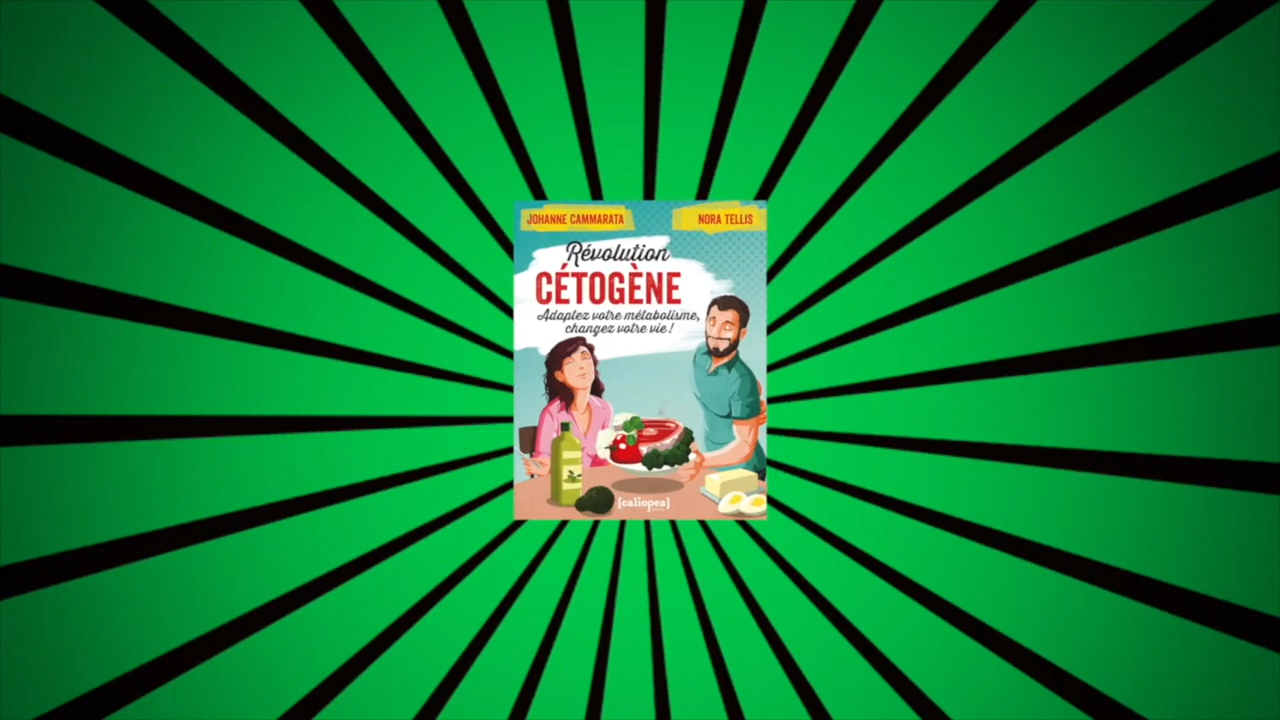 JOHANNE CAMMARATA
NORA TELLIS
Révolution
CÉTOGÈNE
Adaptez votre métabolisme,
changez votre vie !
[caliopea]